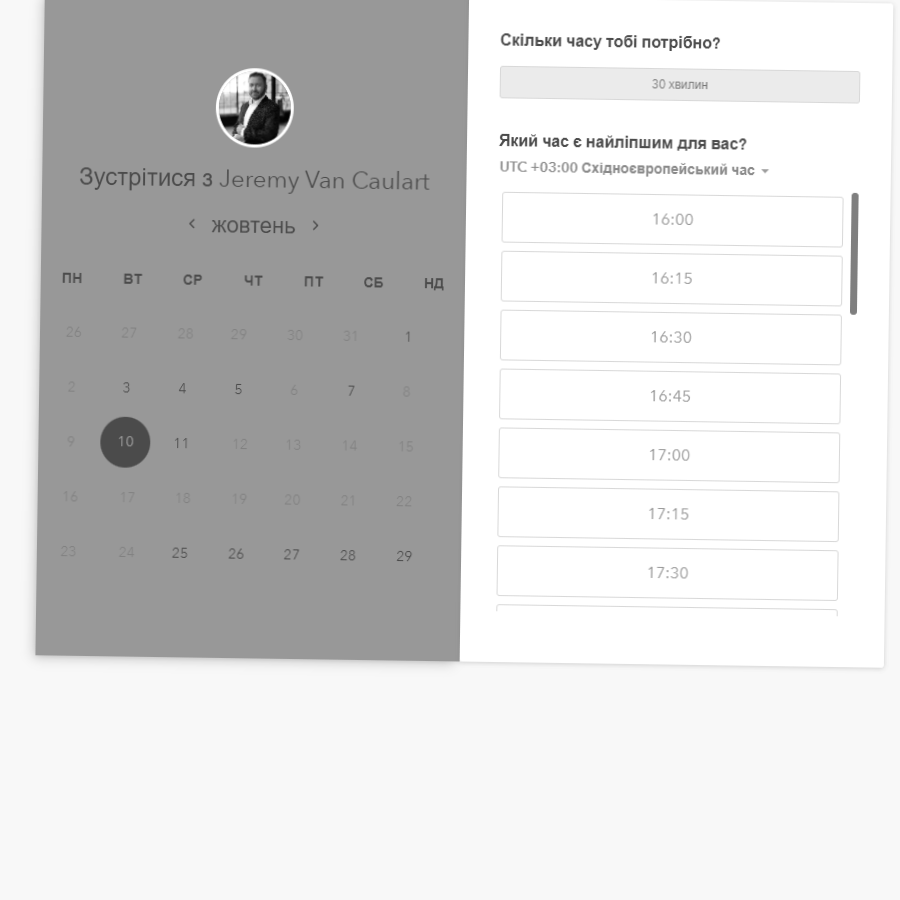 Зустрітися з Jeremy Van Caulart
жовтень
ПН ВТ СР ЧТ ПТ СБ НД
26 27 28 29 30 31 1
2 3 4 5 6 7 8
9 10 11 12 13 14 15
16 17 18 19 20 21 22
23 24 25 26 27 28 29
Скільки часу тобі потрібно?
30 хвилин
Який час є найліпшим для вас?
UTC +03:00 Східноєвропейський час
16:00
16:15
16:30
16:45
17:00
17:15
17:30